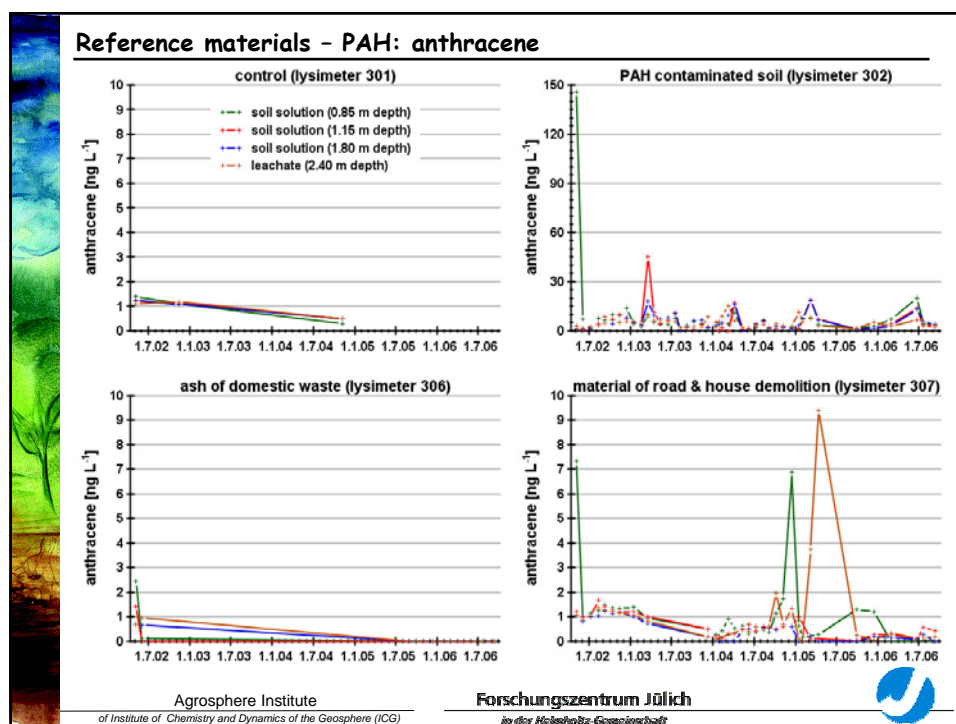 Reference materials – PAH: anthracene
control (lysimeter 301)
anthracene [ng L⁻¹]
10
9
8
7
6
5
4
3
2
1
0
soil solution (0.85 m depth)
soil solution (1.15 m depth)
soil solution (1.80 m depth)
leachate (2.40 m depth)
1.7.02 1.1.03 1.7.03 1.1.04 1.7.04 1.1.05 1.7.05 1.1.06 1.7.06
PAH contaminated soil (lysimeter 302)
anthracene [ng L⁻¹]
150
120
90
60
30
0
1.7.02 1.1.03 1.7.03 1.1.04 1.7.04 1.1.05 1.7.05 1.1.06 1.7.06
ash of domestic waste (lysimeter 306)
anthracene [ng L⁻¹]
10
9
8
7
6
5
4
3
2
1
0
1.7.02 1.1.03 1.7.03 1.1.04 1.7.04 1.1.05 1.7.05 1.1.06 1.7.06
material of road & house demolition (lysimeter 307)
anthracene [ng L⁻¹]
10
9
8
7
6
5
4
3
2
1
0
1.7.02 1.1.03 1.7.03 1.1.04 1.7.04 1.1.05 1.7.05 1.1.06 1.7.06
Agrosphere Institute
of Institute of Chemistry and Dynamics of the Geosphere (ICG)
Forschungszentrum Jülich
in der Helmholtz-Gemeinschaft